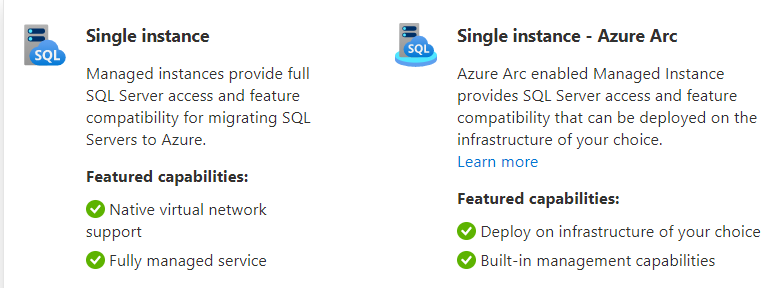 SQL
Single instance
Managed instances provide full
SQL Server access and feature
compatibility for migrating SQL
Servers to Azure.
Featured capabilities:
Native virtual network
support
Fully managed service
SQL
Single instance - Azure Arc
Azure Arc enabled Managed Instance
provides SQL Server access and feature
compatibility that can be deployed on the
infrastructure of your choice.
Learn more
Featured capabilities:
Deploy on infrastructure of your choice
Built-in management capabilities